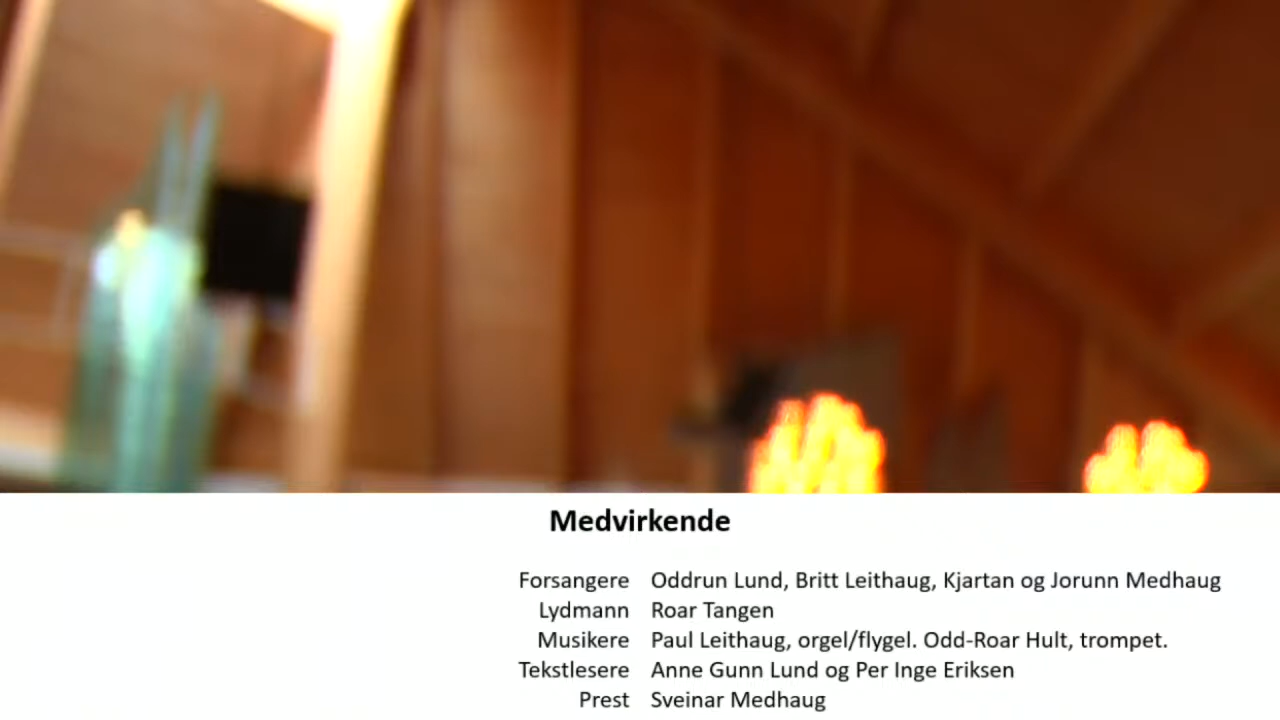 Medvirkende
Forsangere Oddrun Lund, Britt Leithaug, Kjartan og Jorunn Medhaug
Lydmann Roar Tangen
Musikere Paul Leithaug, orgel/flygel. Odd-Roar Hult, trompet.
Tekstlesere Anne Gunn Lund og Per Inge Eriksen
Prest Sveinar Medhaug